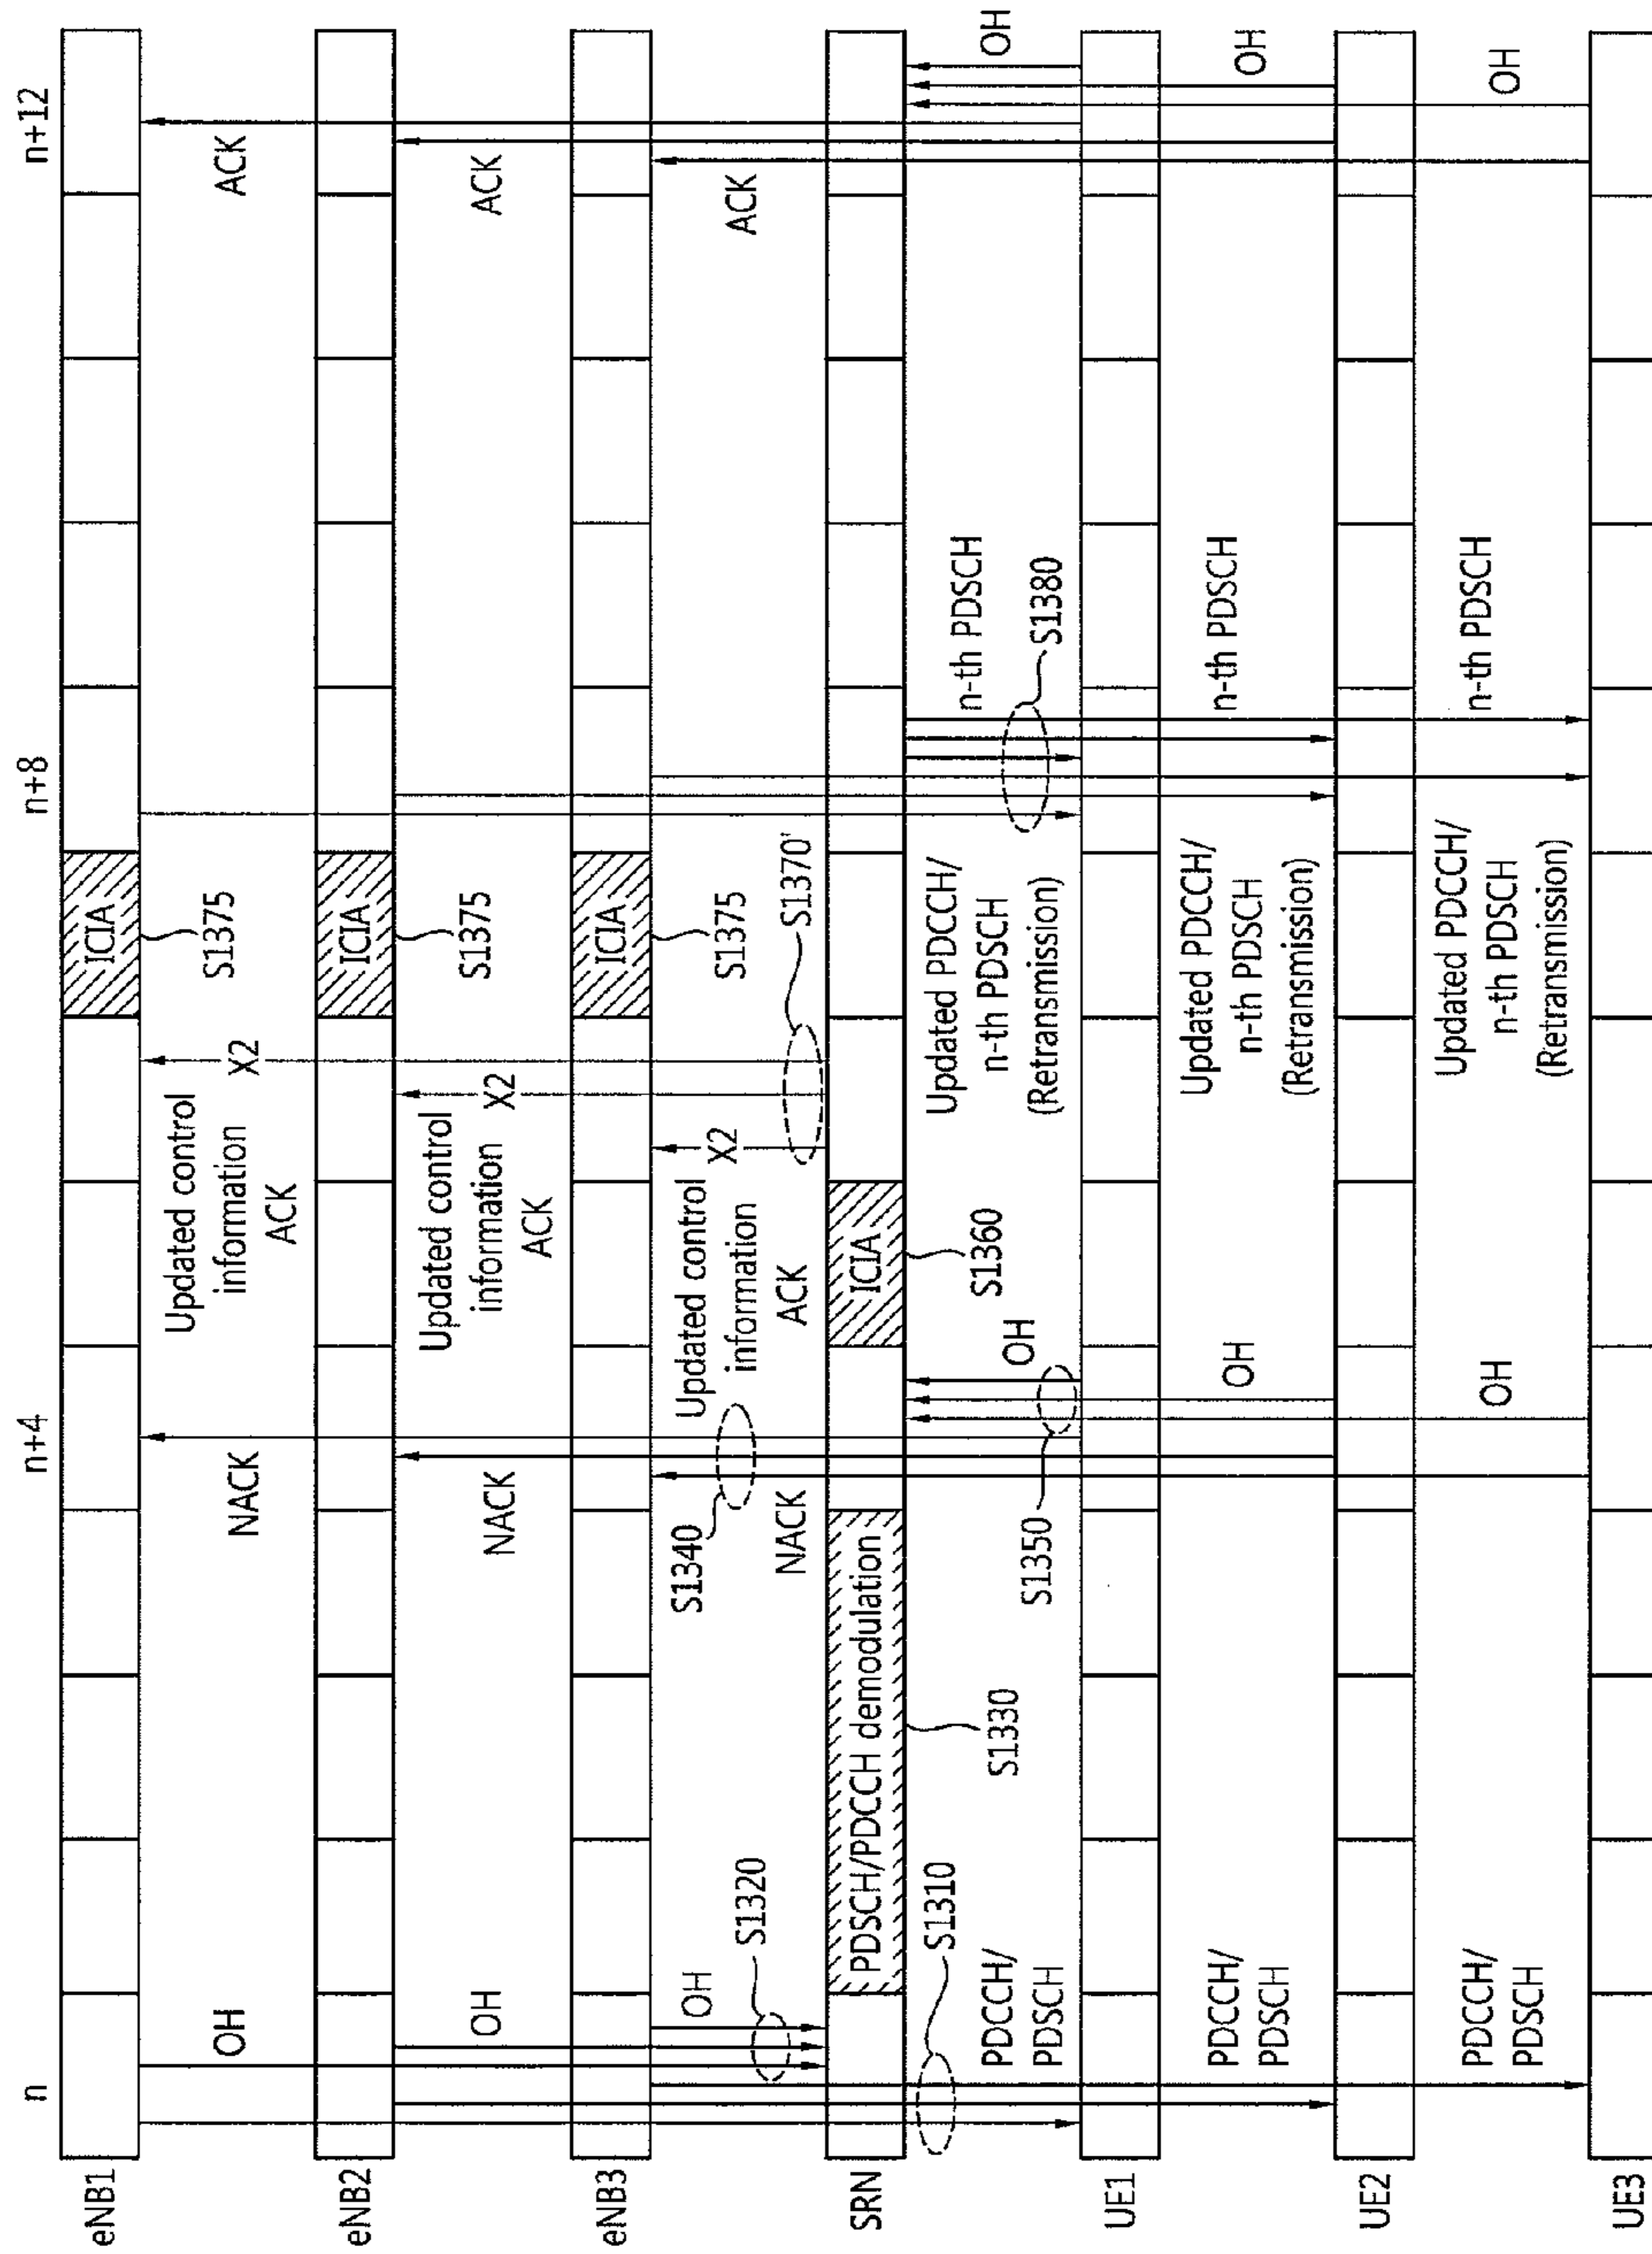 n
n+4
n+8
n+12
eNB1
ICIA
OH
NACK
Updated control
information
ACK
X2
S1375
ACK
eNB2
ICIA
OH
NACK
Updated control
information
ACK
X2
S1375
ACK
eNB3
ICIA
OH
S1320
S1340
NACK
Updated control
information
ACK
X2
S1370'
S1375
ACK
SRN
PDSCH/PDCCH demodulation
ICIA
S1310
PDCCH/
PDSCH
S1330
S1350
OH
S1360
Updated PDCCH/
n-th PDSCH
(Retransmission)
n-th PDSCH
S1380
OH
UE1
PDCCH/
PDSCH
OH
Updated PDCCH/
n-th PDSCH
(Retransmission)
n-th PDSCH
OH
UE2
PDCCH/
PDSCH
OH
Updated PDCCH/
n-th PDSCH
(Retransmission)
n-th PDSCH
OH
UE3